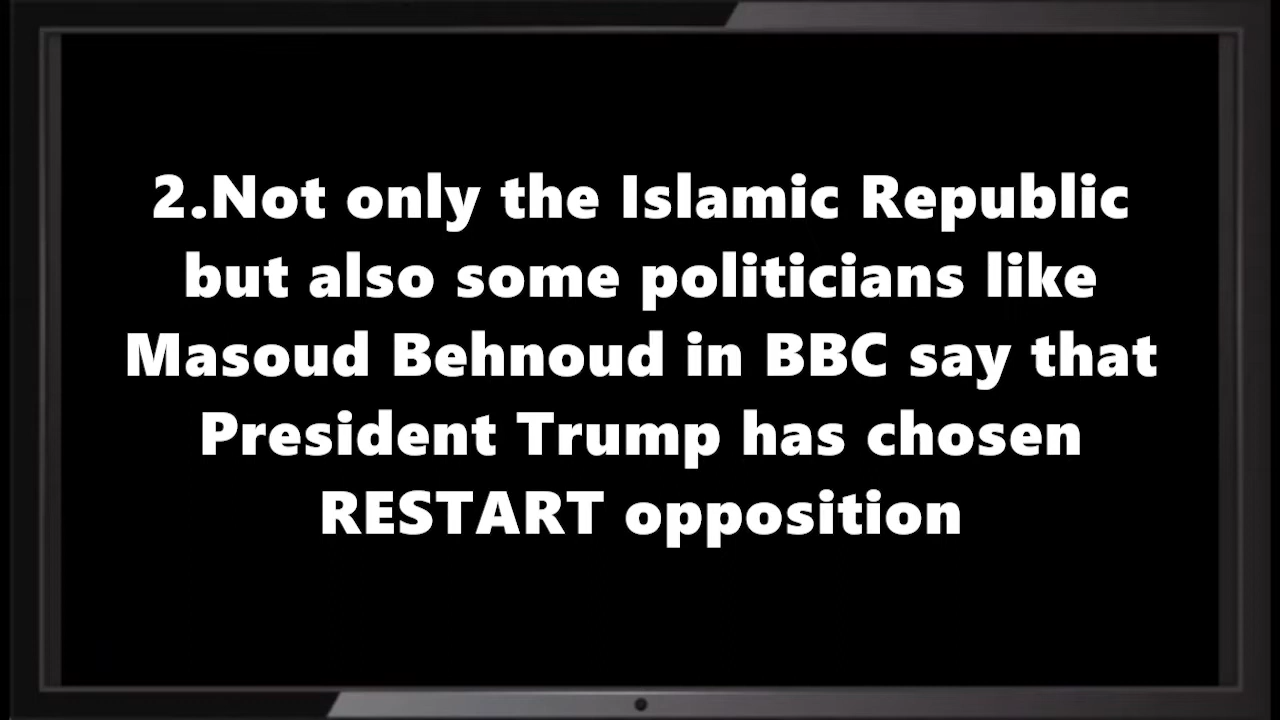 2.Not only the Islamic Republic
but also some politicians like
Masoud Behnoud in BBC say that
President Trump has chosen
RESTART opposition